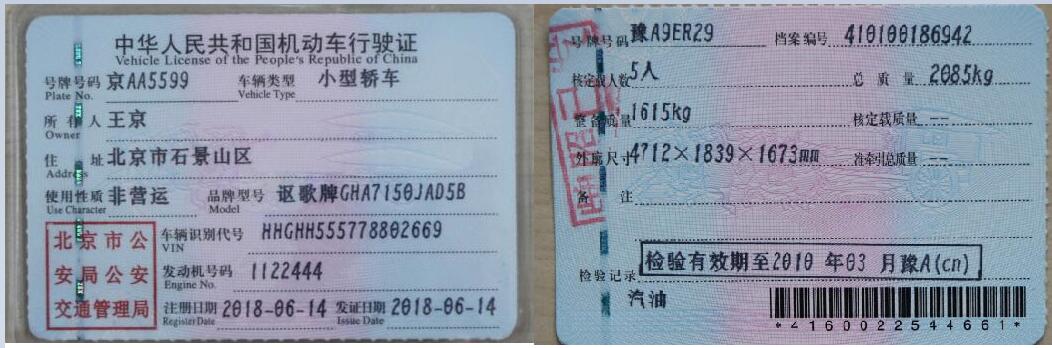 中华人民共和国机动车行驶证
Vehicle License of the People's Republic of China
号牌号码 京AA5599 车辆类型 小型轿车
Plate No. Vehicle Type
所有人 王京
Owner
住址 北京市石景山区
Address
使用性质 非营运 品牌型号 讴歌牌GHA7150JAD5B
Use Character Model
北京市公安局公安交通管理局
车辆识别代号 HHGHH555778802669
VIN
发动机号码 1122444
Engine No.
注册日期 2018-06-14 发证日期 2018-06-14
Register Date Issue Date
号牌号码 豫A9ER29 档案编号 410100186942
核定载人数 5人 总质量 2085kg
整备质量 1615kg 核定载质量 --
外廓尺寸 4712×1839×1673mm 准牵引总质量 --
备注
检验记录 检验有效期至2010 年03 月豫A(cn)
汽油
*4160022544661*